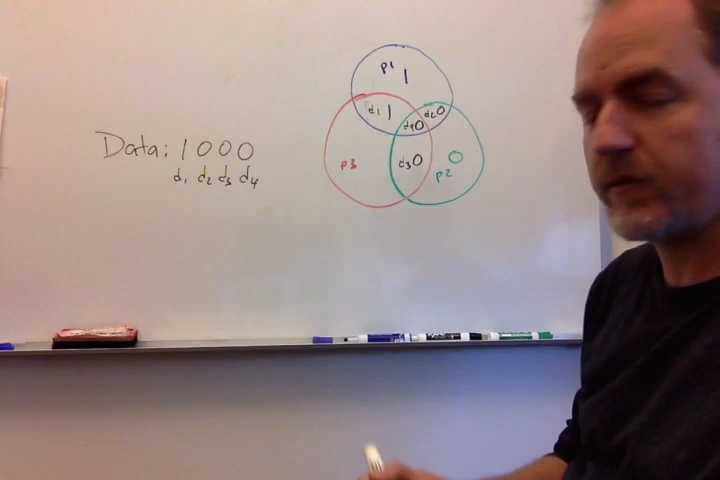 Data: 1000
d1 d2 d3 d4
p1 1
d1 1
d2 0
d4 0
p3
d3 0
p2 0